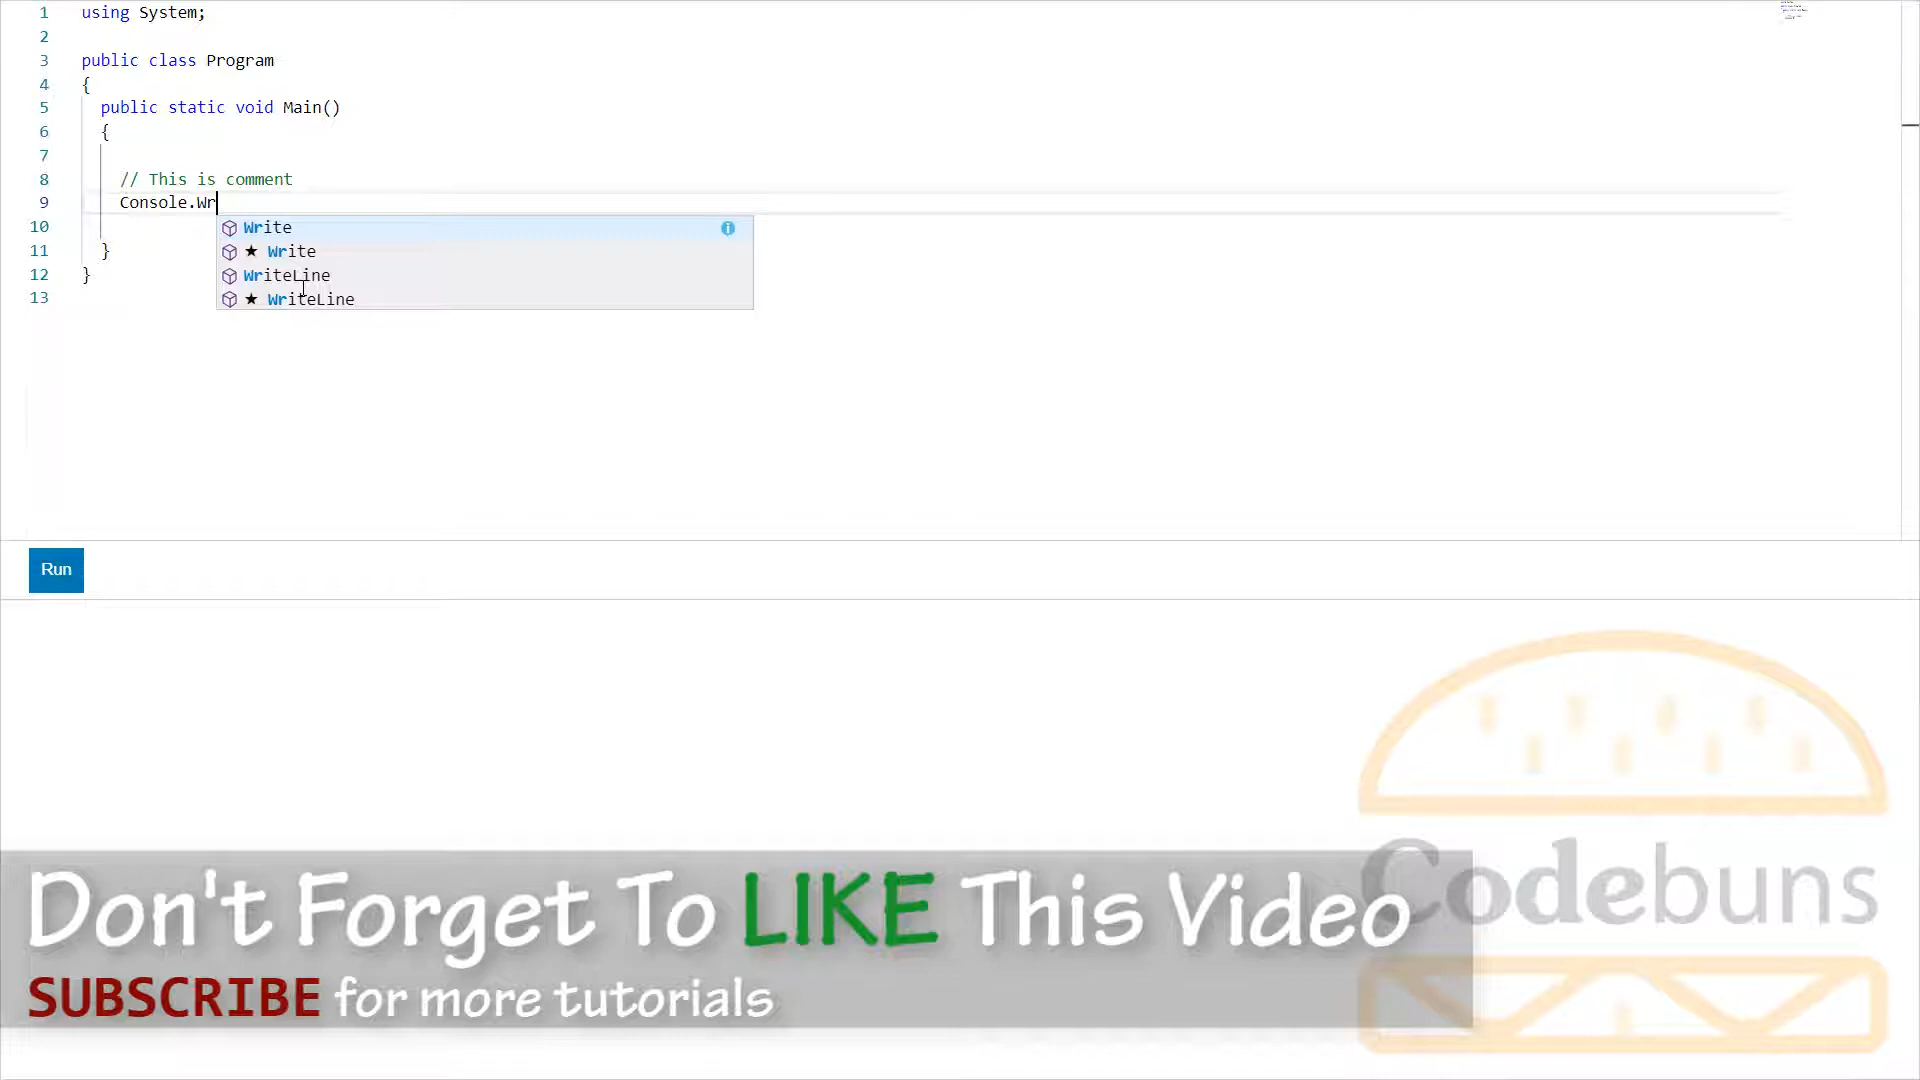 1 using System;
2
3 public class Program
4 {
5 public static void Main()
6 {
7
8 // This is comment
9 Console.Wr
10
11 }
12 }
13
Write
★ Write
WriteLine
★ WriteLine
Run
Codebuns
Don't Forget To LIKE This Video
SUBSCRIBE for more tutorials